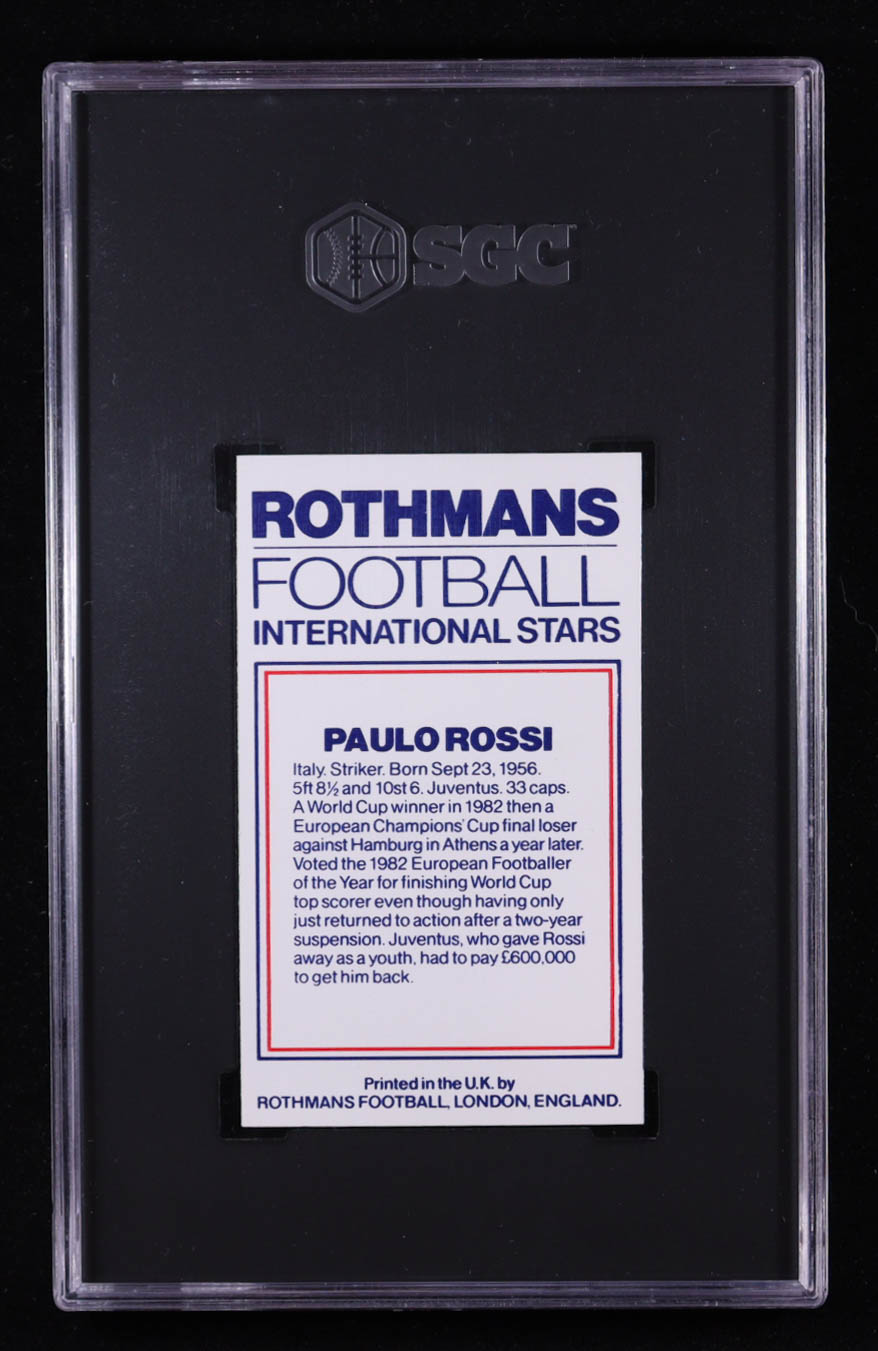 SGC
ROTHMANS
FOOTBALL
INTERNATIONAL STARS
PAULO ROSSI
Italy. Striker. Born Sept 23, 1956.
5ft 8½ and 10st 6. Juventus. 33 caps.
A World Cup winner in 1982 then a
European Champions' Cup final loser
against Hamburg in Athens a year later.
Voted the 1982 European Footballer
of the Year for finishing World Cup
top scorer even though having only
just returned to action after a two-year
suspension. Juventus, who gave Rossi
away as a youth, had to pay £600,000
to get him back.
Printed in the U.K. by
ROTHMANS FOOTBALL, LONDON, ENGLAND.